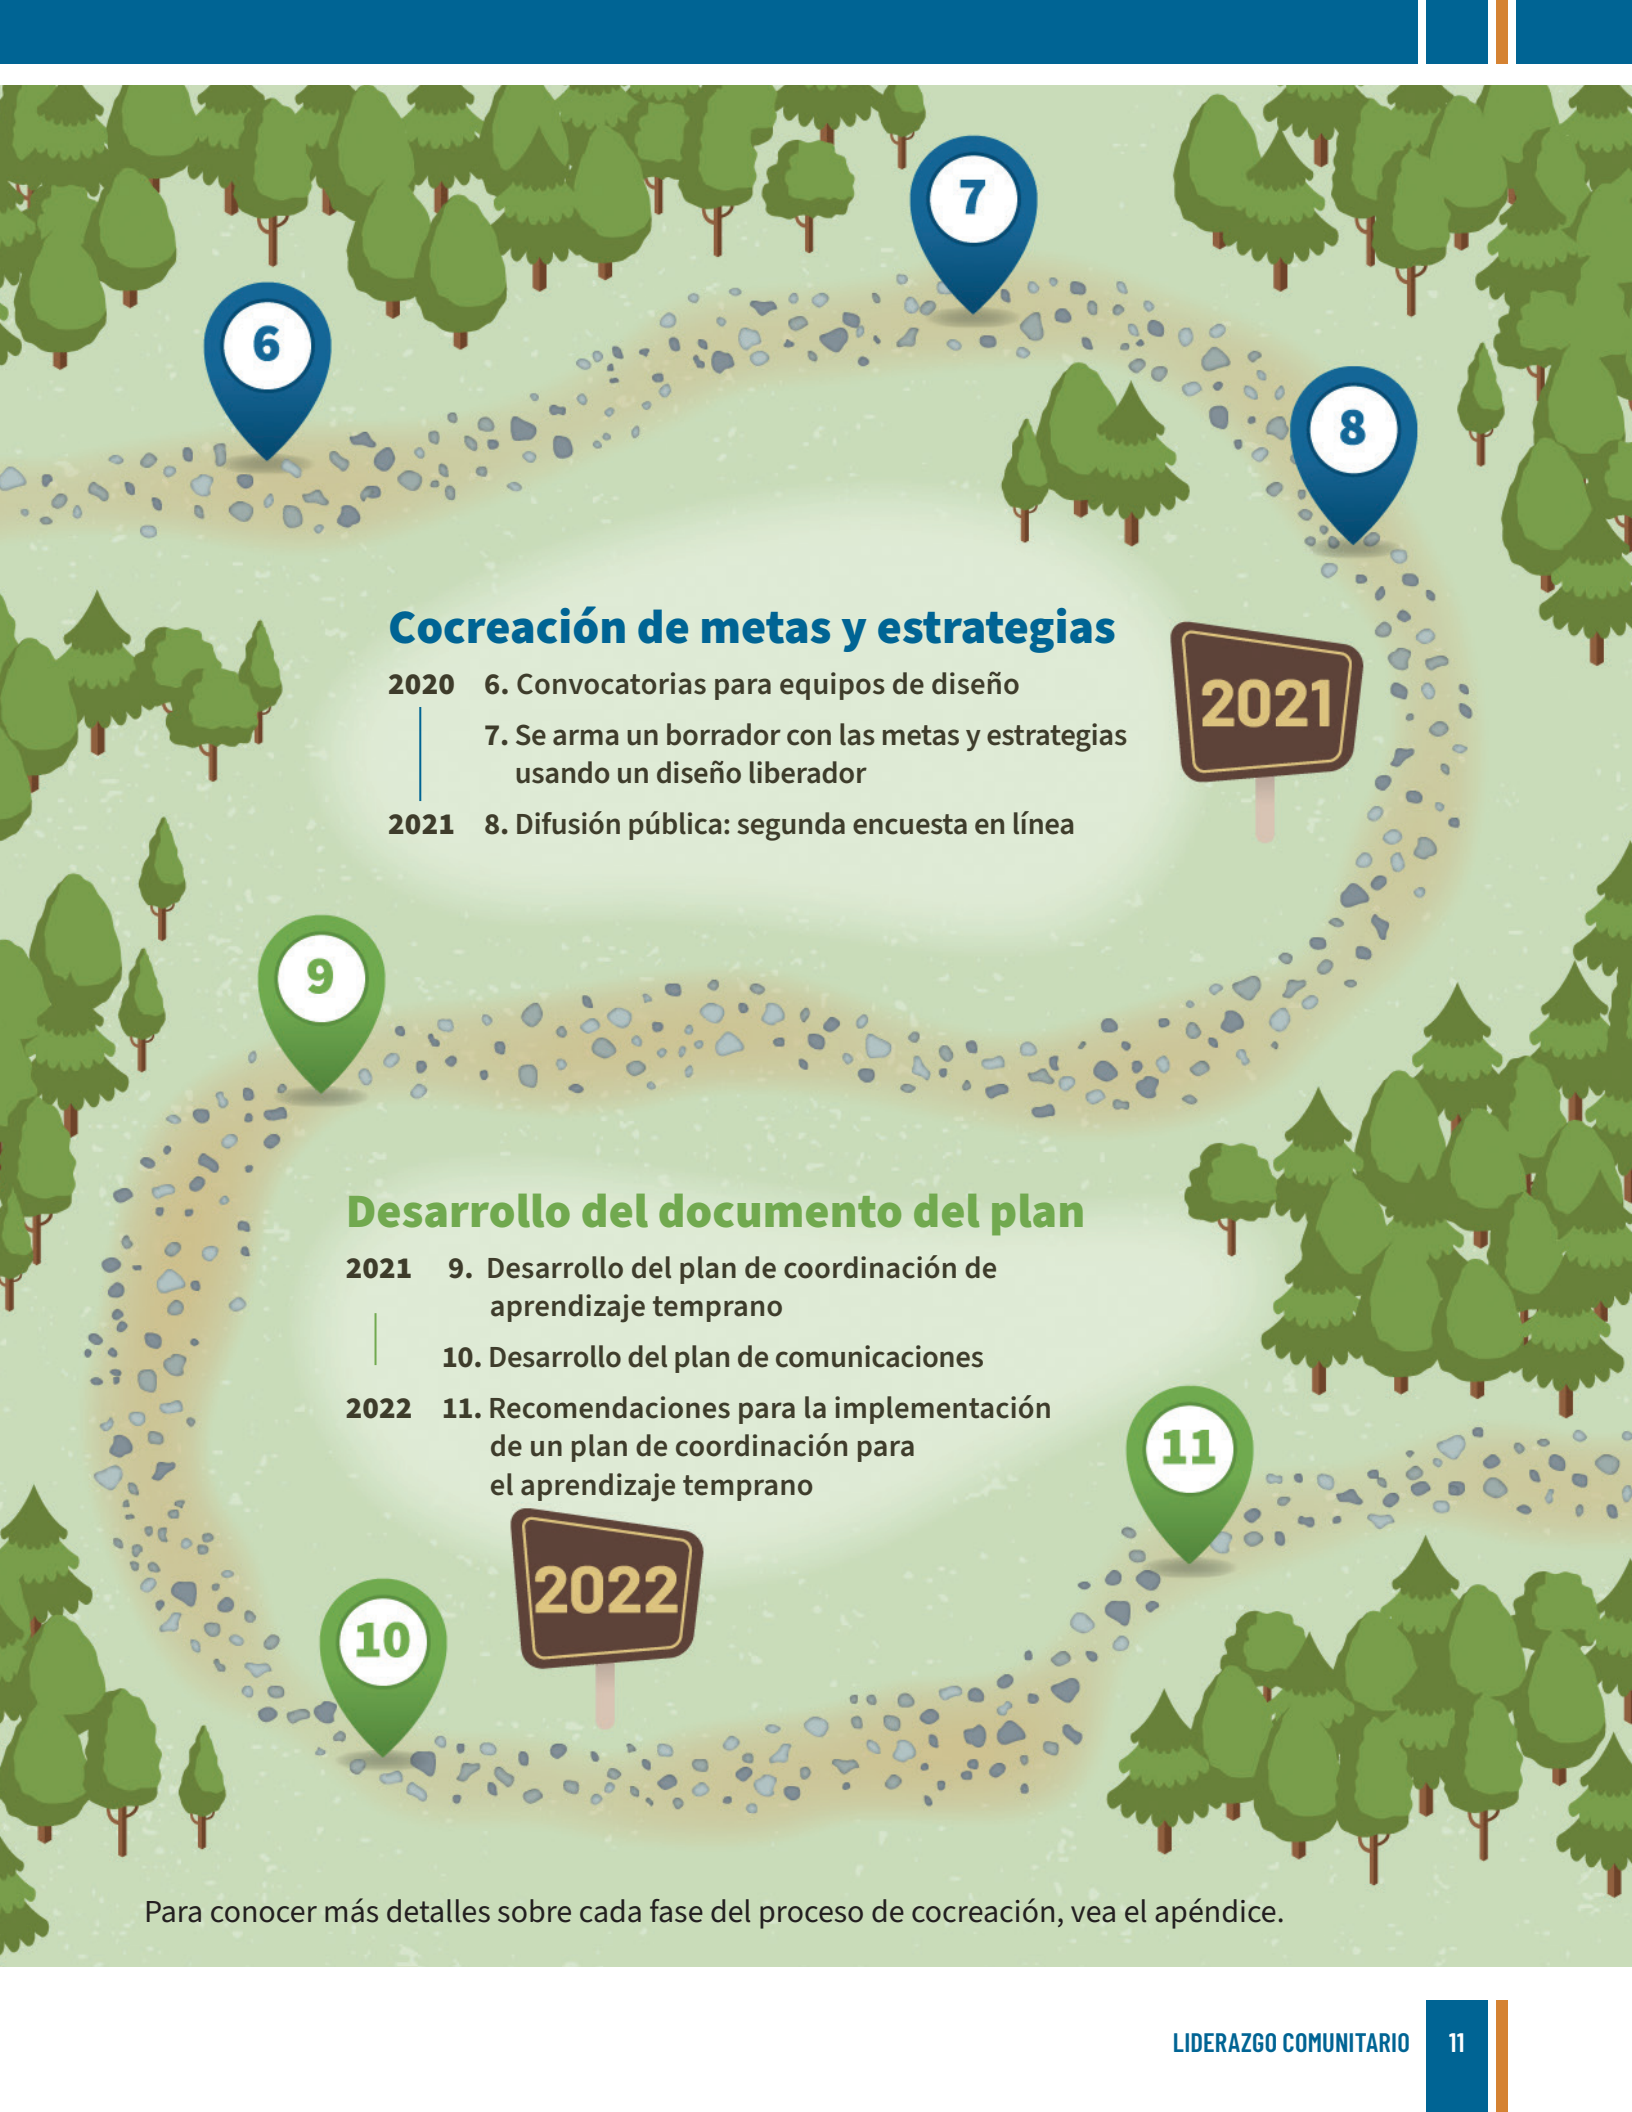 6
7
8
Cocreación de metas y estrategias
2020 6. Convocatorias para equipos de diseño
7. Se arma un borrador con las metas y estrategias
usando un diseño liberador
2021 8. Difusión pública: segunda encuesta en línea
2021
9
Desarrollo del documento del plan
2021 9. Desarrollo del plan de coordinación de
aprendizaje temprano
10. Desarrollo del plan de comunicaciones
2022 11. Recomendaciones para la implementación
de un plan de coordinación para
el aprendizaje temprano
11
2022
10
Para conocer más detalles sobre cada fase del proceso de cocreación, vea el apéndice.
LIDERAZGO COMUNITARIO 11